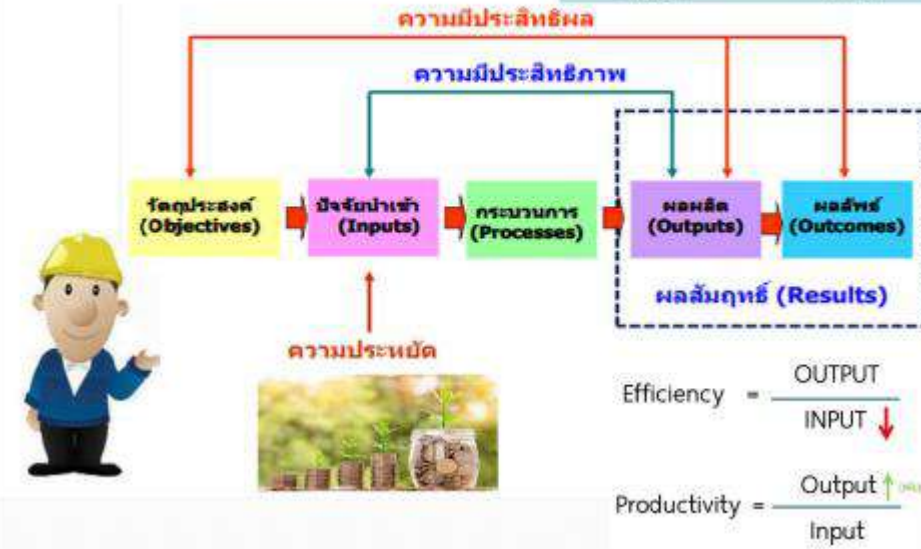 ความมีประสิทธิผล
ความมีประสิทธิภาพ
วัตถุประสงค์
(Objectives)
ปัจจัยนำเข้า
(Inputs)
กระบวนการ
(Processes)
ผลผลิต
(Outputs)
ผลลัพธ์
(Outcomes)
ผลสัมฤทธิ์ (Results)
ความประหยัด
Efficiency = OUTPUT
INPUT
Productivity = Output
Input